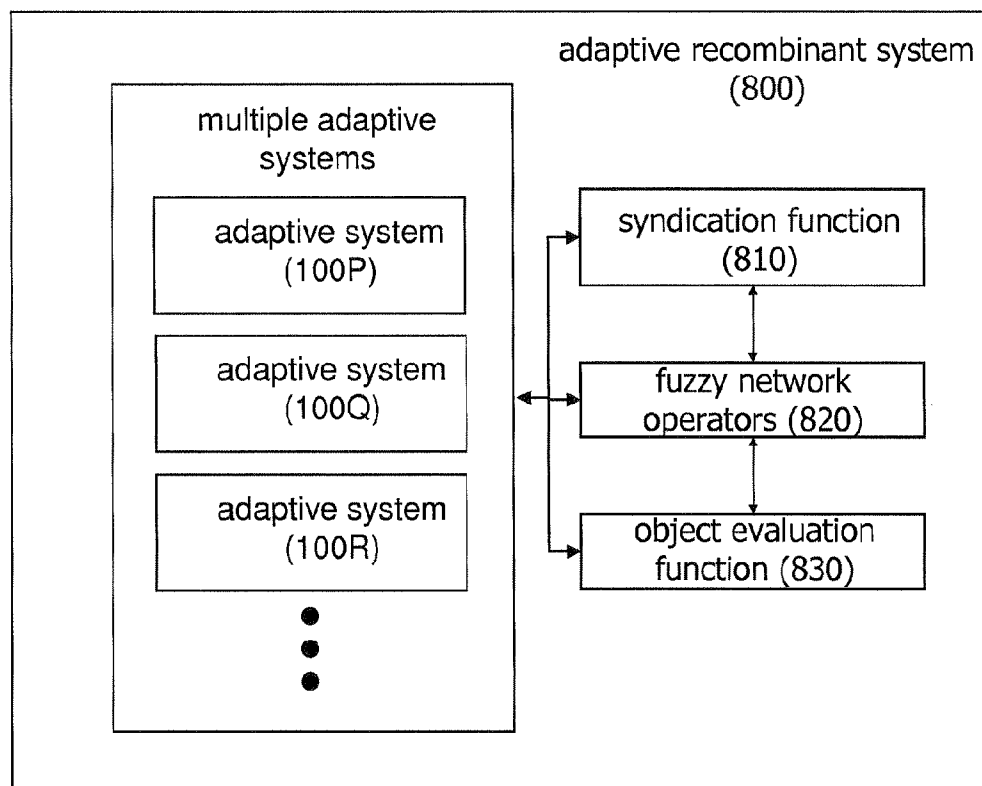 adaptive recombinant system
(800)
multiple adaptive
systems
adaptive system
(100P)
adaptive system
(100Q)
adaptive system
(100R)
syndication function
(810)
fuzzy network
operators (820)
object evaluation
function (830)